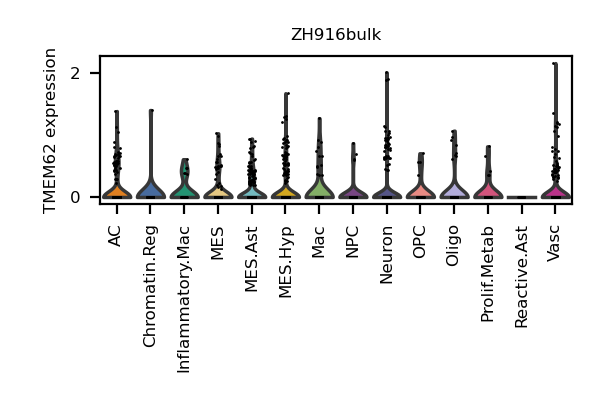 ZH916bulk
TMEM62 expression
2
0
AC
Chromatin.Reg
Inflammatory.Mac
MES
MES.Ast
MES.Hyp
Mac
NPC
Neuron
OPC
Oligo
Prolif.Metab
Reactive.Ast
Vasc